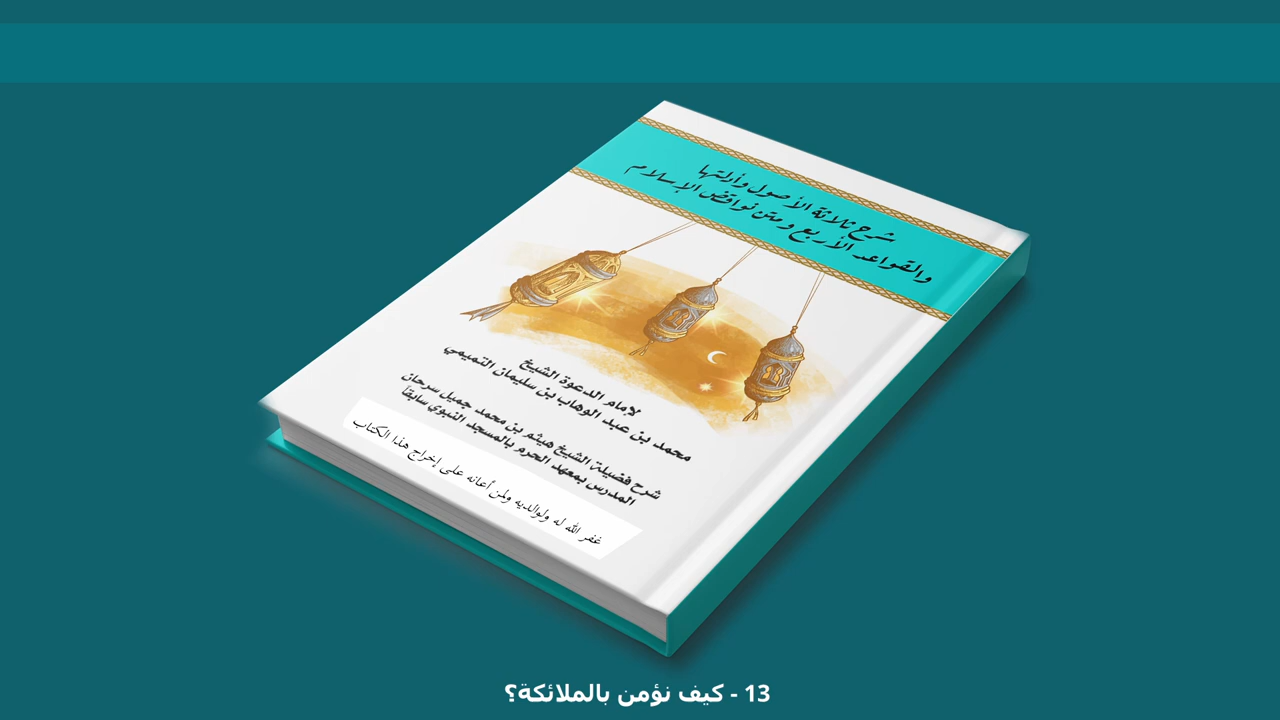 شرح ثلاثة الأصول وأدلتها
والقواعد الأربع ومتن نواقض الإسلام
لإمام الدعوة الشيخ
محمد بن عبد الوهاب بن سليمان التميمي
شرح فضيلة الشيخ هيثم بن محمد جميل سرحان
المدرس بمعهد الحرم بالمسجد النبوي سابقاً
غفر الله له ولوالديه ولمن أعانه على إخراج هذا الكتاب
13 - كيف نؤمن بالملائكة؟